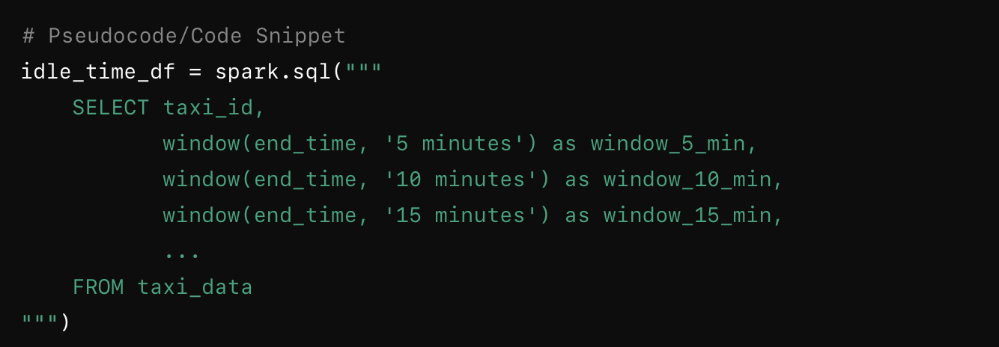 # Pseudocode/Code Snippet
idle_time_df = spark.sql("""
    SELECT taxi_id,
           window(end_time, '5 minutes') as window_5_min,
           window(end_time, '10 minutes') as window_10_min,
           window(end_time, '15 minutes') as window_15_min,
           ...
    FROM taxi_data
""")